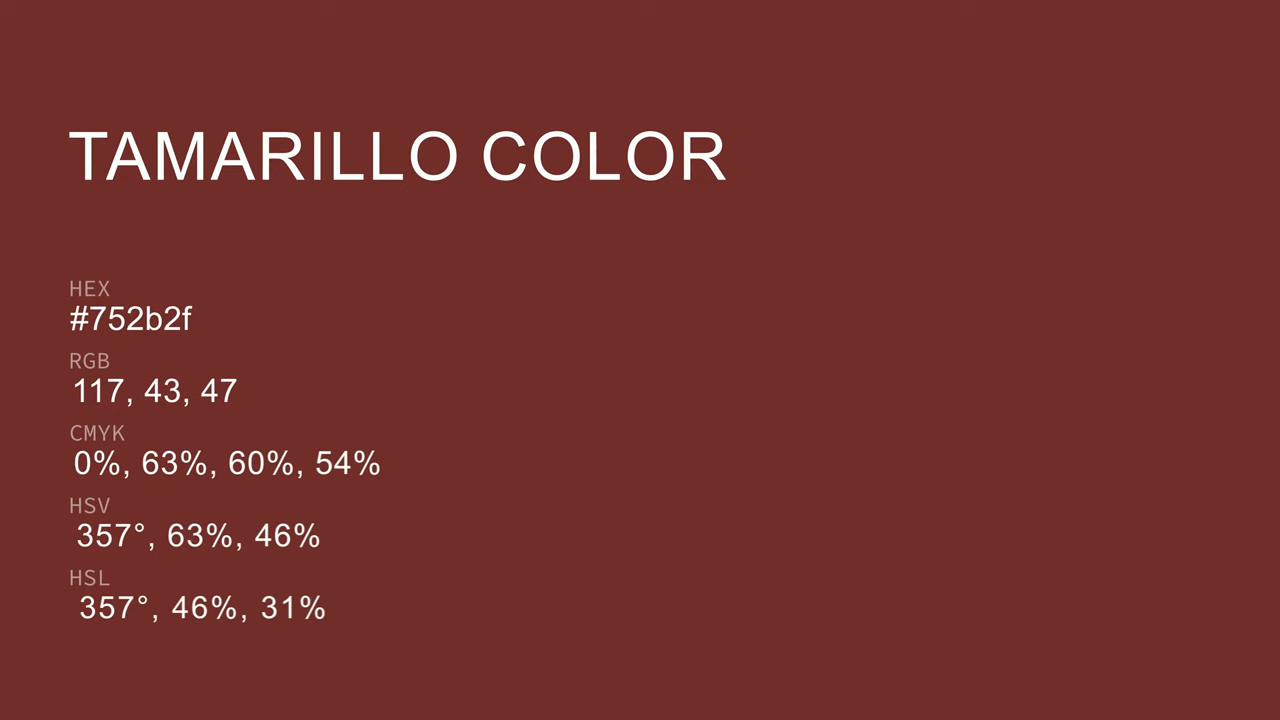 TAMARILLO COLOR
HEX
#752b2f
RGB
117, 43, 47
CMYK
0%, 63%, 60%, 54%
HSV
357°, 63%, 46%
HSL
357°, 46%, 31%